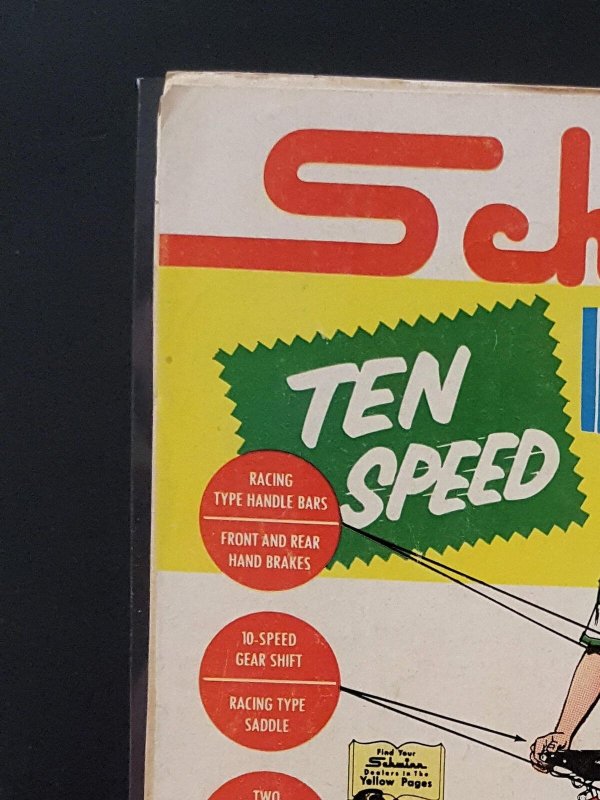 Sch
TEN
SPEED
RACING
TYPE HANDLE BARS
FRONT AND REAR
HAND BRAKES
10-SPEED
GEAR SHIFT
RACING TYPE
SADDLE
Find Your
Schwinn
Dealers in The
Yellow Pages
TWO